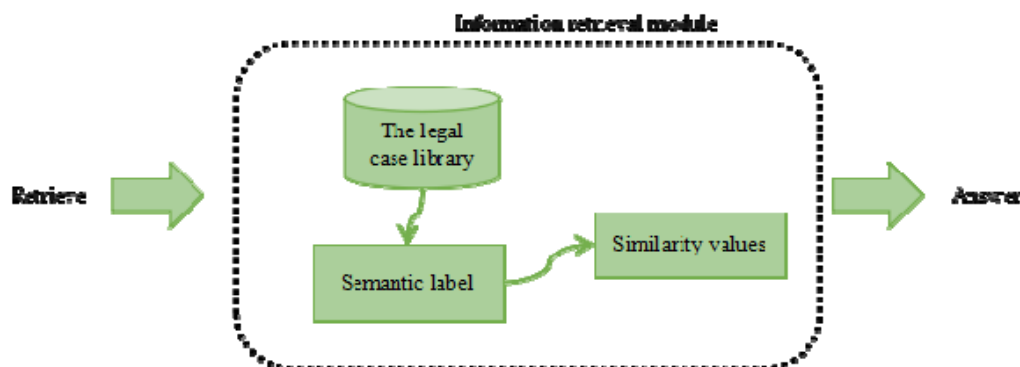 Information retrieval module
The legal
case library
Retrieve
Answer
Similarity values
Semantic label